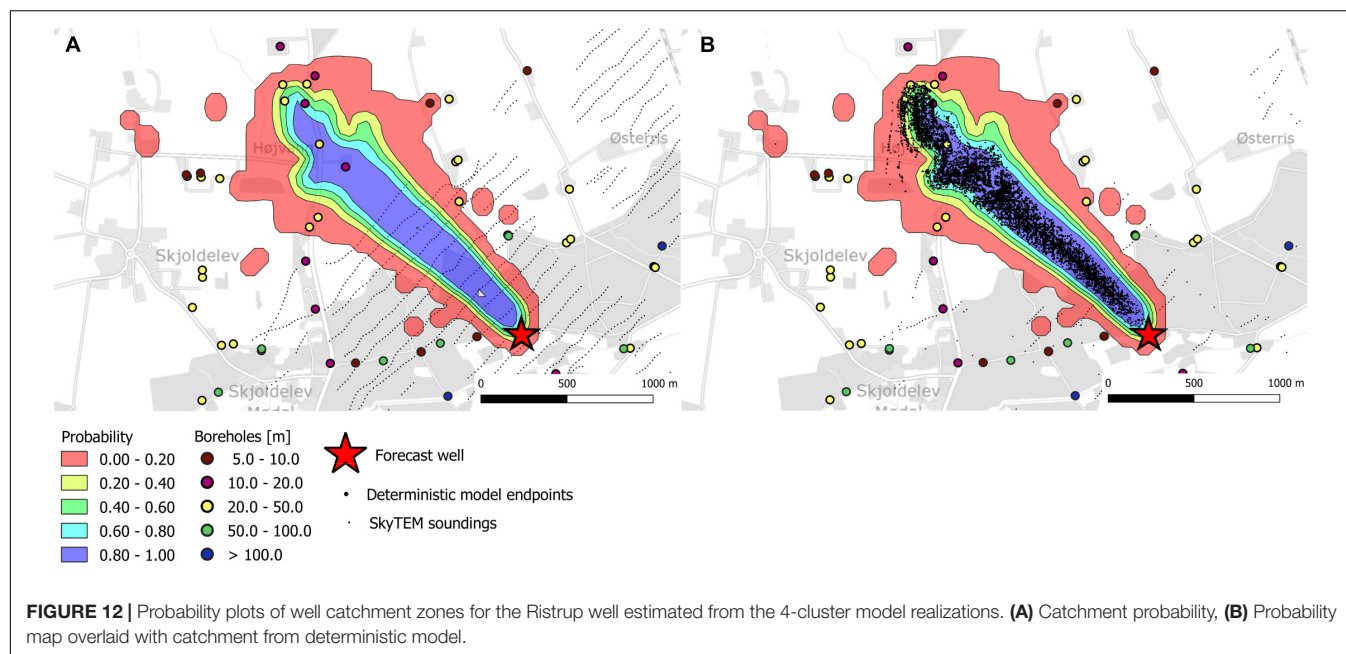 A
B
Højv
Østerris
Skjoldelev
Skjoldelev
Skjoldelev
Skjoldelev
0 500 1000 m
0 500 1000 m
Probability
0.00 - 0.20
0.20 - 0.40
0.40 - 0.60
0.60 - 0.80
0.80 - 1.00
Boreholes [m]
5.0 - 10.0
10.0 - 20.0
20.0 - 50.0
50.0 - 100.0
> 100.0
Forecast well
Deterministic model endpoints
SkyTEM soundings
FIGURE 12 | Probability plots of well catchment zones for the Ristrup well estimated from the 4-cluster model realizations. (A) Catchment probability, (B) Probability
map overlaid with catchment from deterministic model.